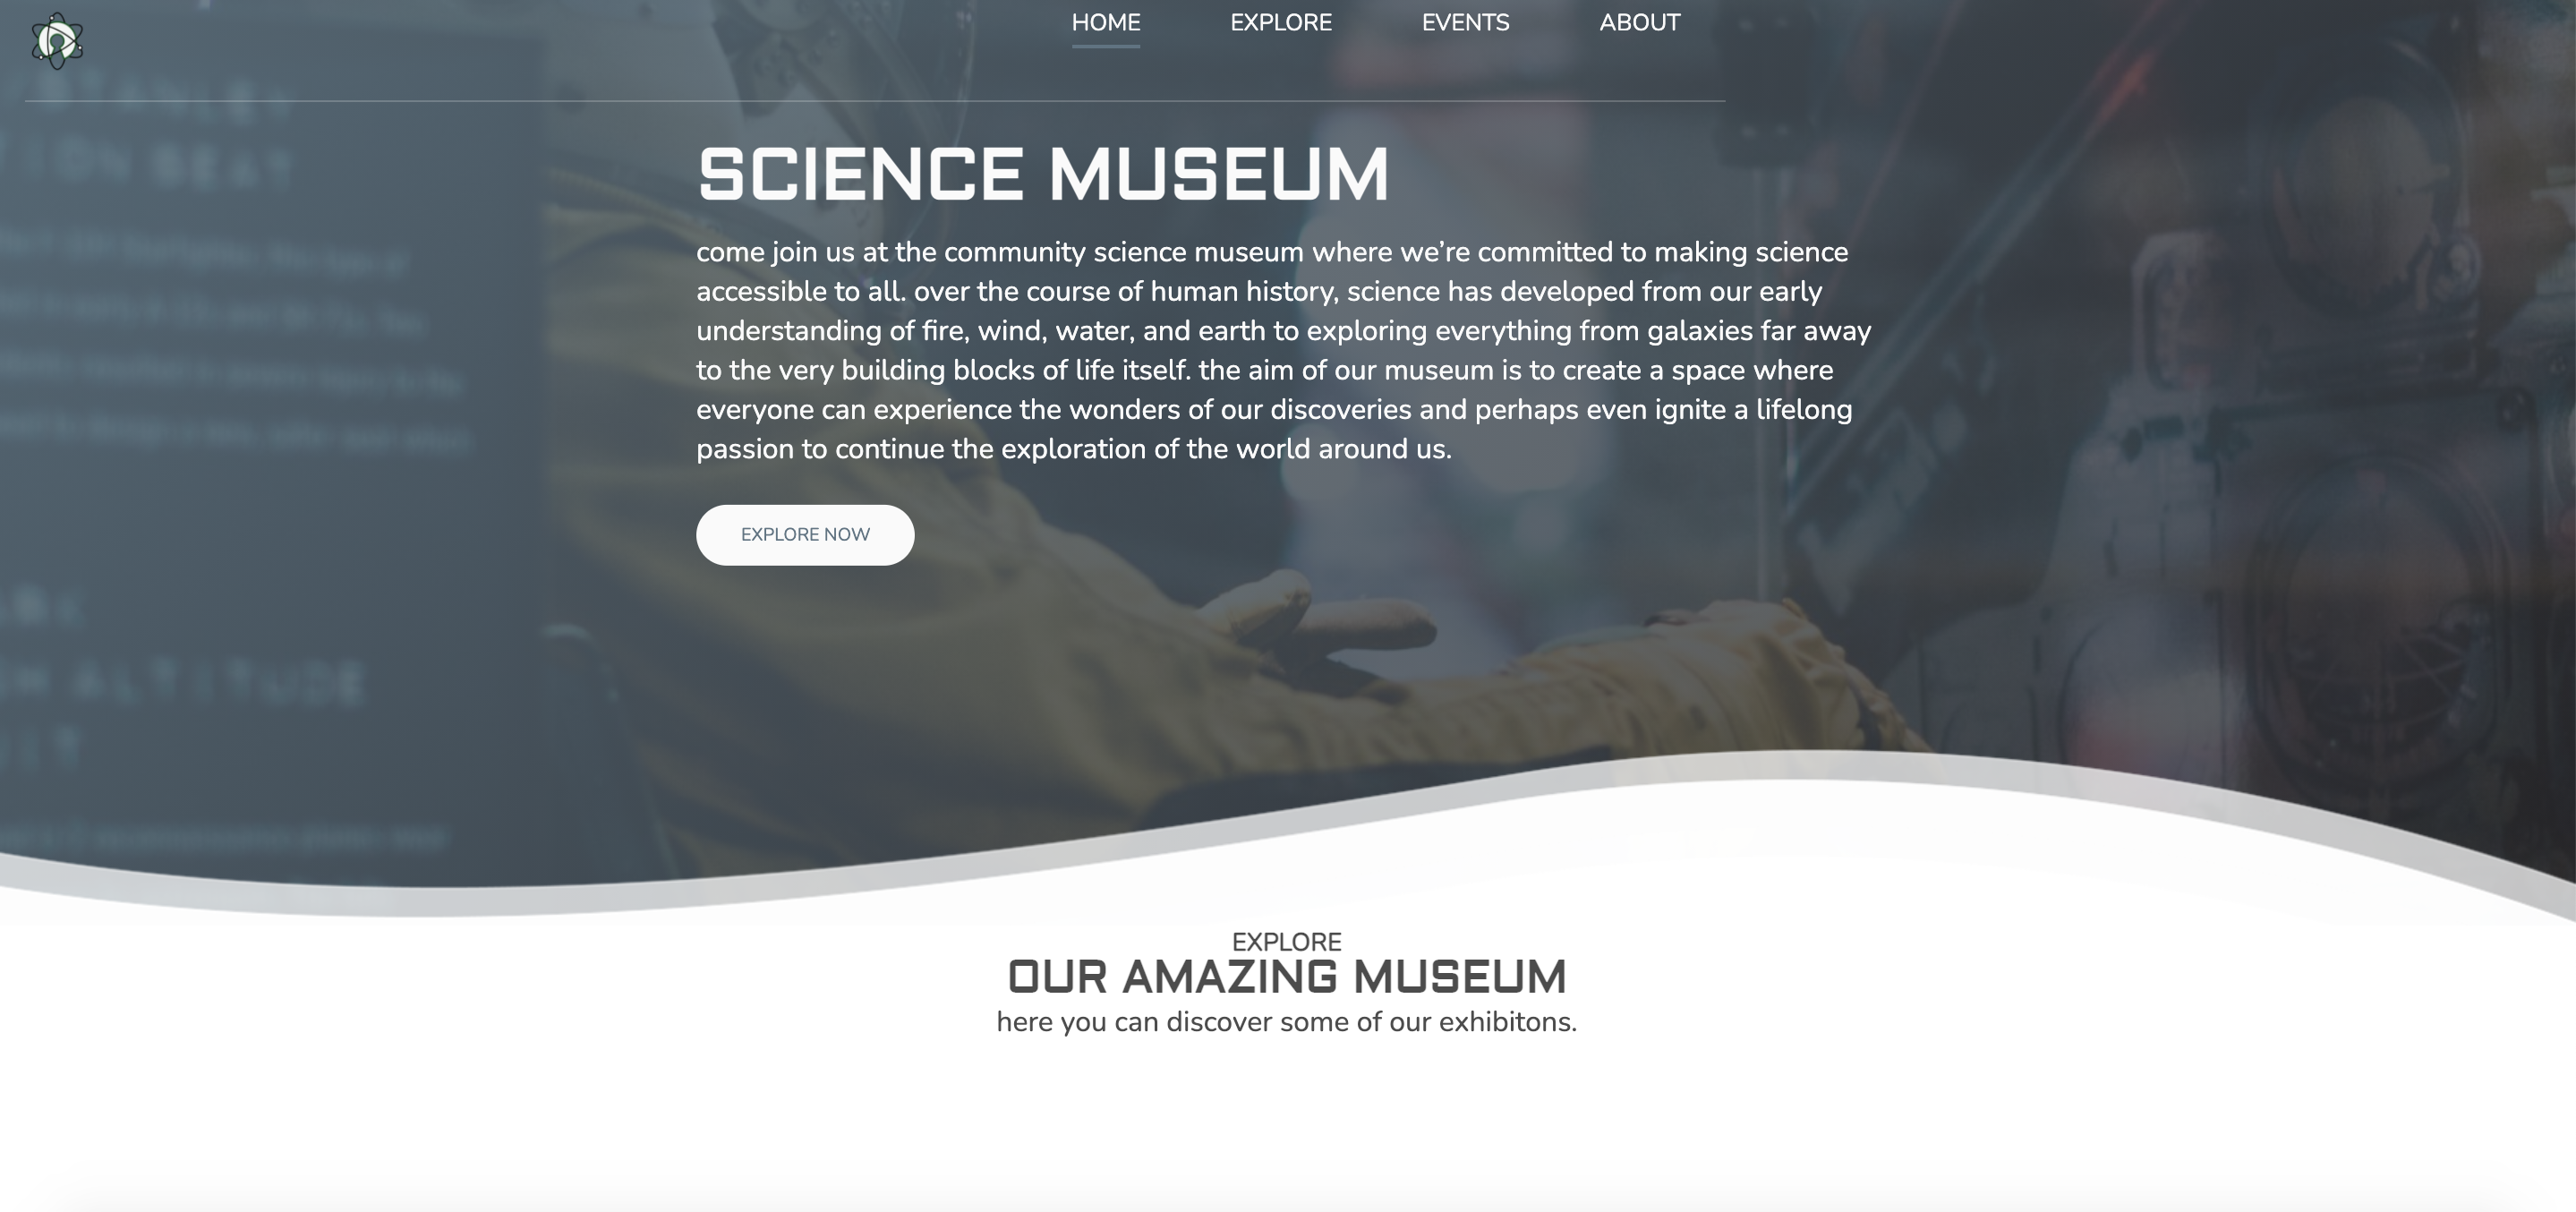 HOME EXPLORE EVENTS ABOUT
STANLEY
TION SEAT
SCIENCE MUSEUM
come join us at the community science museum where we’re committed to making science
accessible to all. over the course of human history, science has developed from our early
understanding of fire, wind, water, and earth to exploring everything from galaxies far away
to the very building blocks of life itself. the aim of our museum is to create a space where
everyone can experience the wonders of our discoveries and perhaps even ignite a lifelong
passion to continue the exploration of the world around us.
EXPLORE NOW
ALTITUDE
EXPLORE
OUR AMAZING MUSEUM
here you can discover some of our exhibitons.